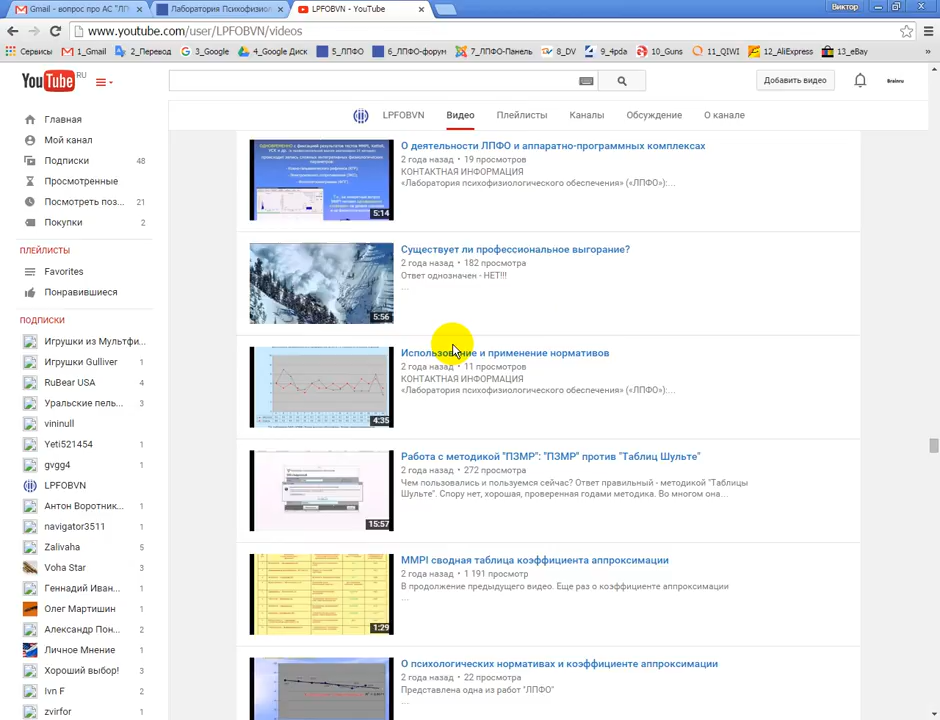 Gmail - вопрос про АС "ЛП
Лаборатория Психофизиол
LPFOBVN - YouTube
Виктор
www.youtube.com/user/LPFOBVN/videos
Сервисы 1_Gmail 2_Перевод 3_Google 4_Google Диск 5_ЛПФО 6_ЛПФО-форум 7_ЛПФО-Панель 8_DV 9_4pda 10_Guns 11_QIWI 12_AliExpress 13_eBay »
YouTube RU
Добавить видео
Brainru
LPFOBVN Видео Плейлисты Каналы Обсуждение О канале
Главная
Мой канал
Подписки 48
Просмотренные
Посмотреть поз... 21
Покупки 2
ПЛЕЙЛИСТЫ
Favorites
Понравившиеся
ПОДПИСКИ
Игрушки из Мультфи...
Игрушки Gulliver 1
RuBear USA 4
Уральские пель... 3
vininull
Yeti521454 1
gvgg4 1
LPFOBVN
Антон Воротник... 1
navigator3511 1
Zalivaha 5
Voha Star 3
Геннадий Иван... 1
Олег Мартишин 1
Александр Пон... 2
Личное Мнение 1
Хороший выбор! 3
Ivn F 2
zvirfor 1
5:14
О деятельности ЛПФО и аппаратно-программных комплексах
2 года назад • 19 просмотров
КОНТАКТНАЯ ИНФОРМАЦИЯ
«Лаборатория психофизиологического обеспечения» («ЛПФО»):...
5:56
Существует ли профессиональное выгорание?
2 года назад • 182 просмотра
Ответ однозначен - НЕТ!!!
...
4:35
Использование и применение нормативов
2 года назад • 11 просмотров
КОНТАКТНАЯ ИНФОРМАЦИЯ
«Лаборатория психофизиологического обеспечения» («ЛПФО»):...
15:57
Работа с методикой "ПЗМР": "ПЗМР" против "Таблиц Шульте"
2 года назад • 272 просмотра
Чем пользовались и пользуемся сейчас? Ответ правильный - методикой "Таблицы
Шульте". Спору нет, хорошая, проверенная годами методика. Во многом она...
1:29
MMPI сводная таблица коэффициента аппроксимации
2 года назад • 1 191 просмотр
В продолжение предыдущего видео. Еще раз о коэффициенте аппроксимации
...
О психологических нормативах и коэффициенте аппроксимации
2 года назад • 22 просмотра
Представлена одна из работ "ЛПФО"
...